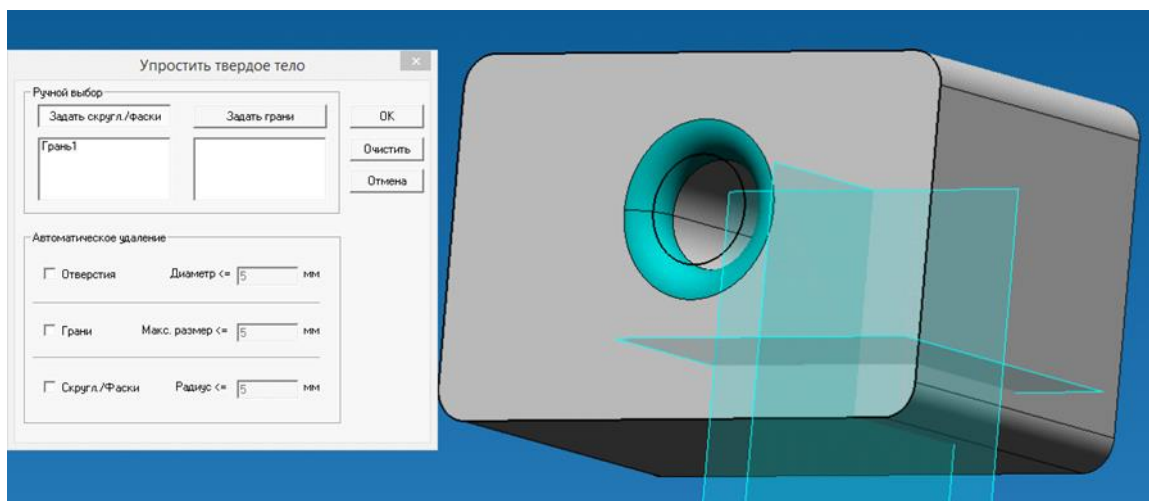 Упростить твердое тело
Ручной выбор
Задать скругл./фаски Задать грани ОК
Грань1
Очистить
Отмена
Автоматическое удаление
Отверстия Диаметр <= 5 мм
Грани Макс. размер <= 5 мм
Скругл./Фаски Радиус <= 5 мм